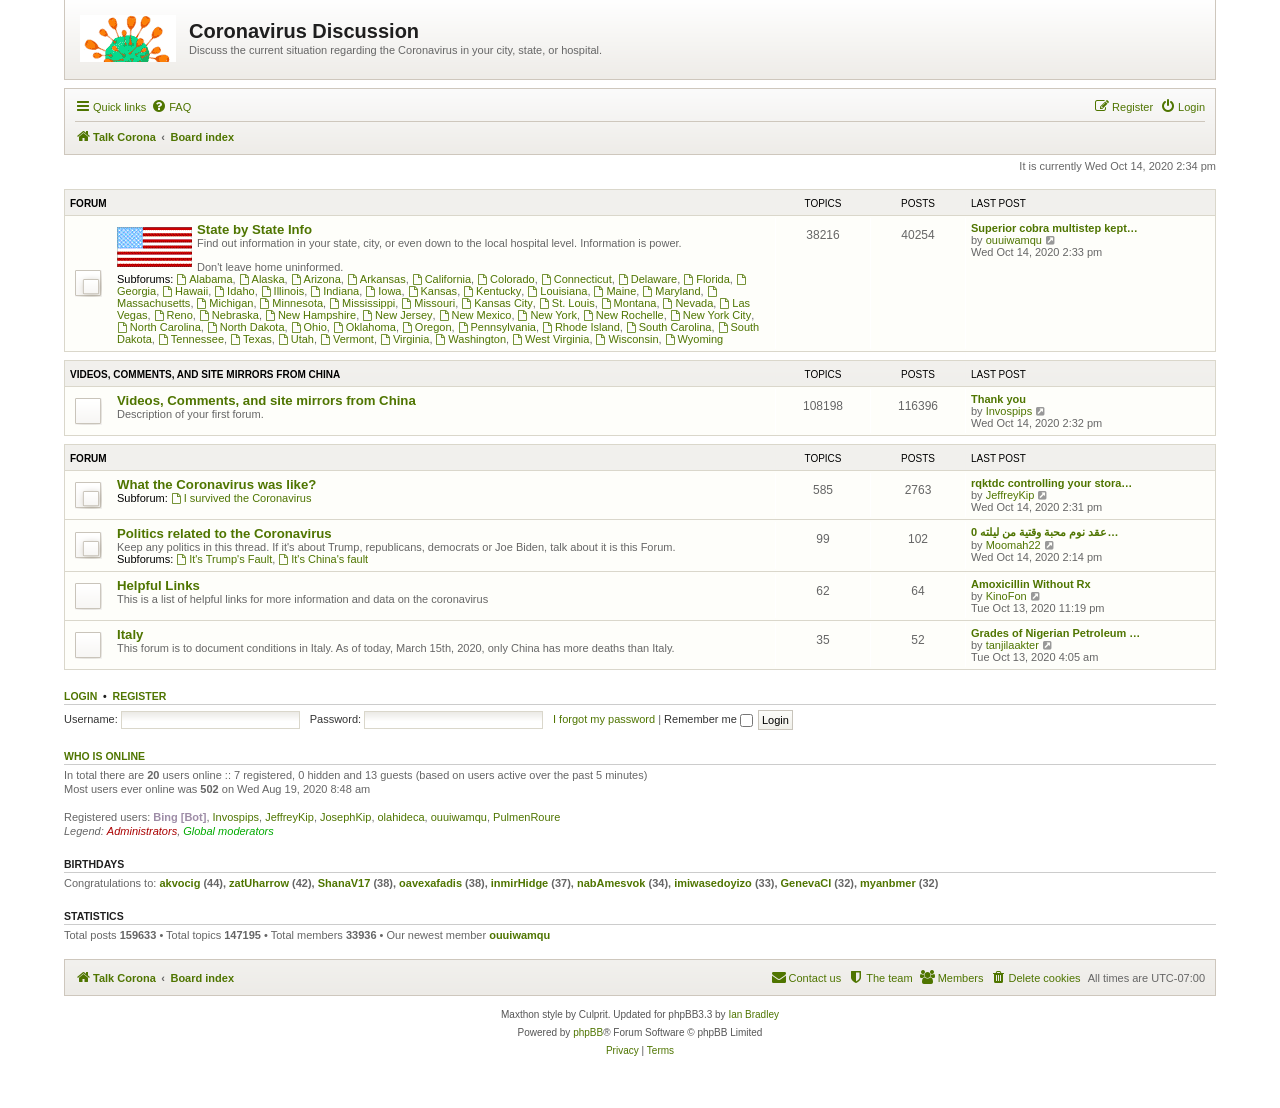 Coronavirus Discussion
Discuss the current situation regarding the Coronavirus in your city, state, or hospital.
Quick links FAQ Register Login
Talk Corona ‹ Board index
It is currently Wed Oct 14, 2020 2:34 pm
FORUM TOPICS POSTS LAST POST
State by State Info
Find out information in your state, city, or even down to the local hospital level. Information is power.
Don't leave home uninformed.
Subforums: Alabama, Alaska, Arizona, Arkansas, California, Colorado, Connecticut, Delaware, Florida,
Georgia, Hawaii, Idaho, Illinois, Indiana, Iowa, Kansas, Kentucky, Louisiana, Maine, Maryland,
Massachusetts, Michigan, Minnesota, Mississippi, Missouri, Kansas City, St. Louis, Montana, Nevada, Las
Vegas, Reno, Nebraska, New Hampshire, New Jersey, New Mexico, New York, New Rochelle, New York City,
North Carolina, North Dakota, Ohio, Oklahoma, Oregon, Pennsylvania, Rhode Island, South Carolina, South
Dakota, Tennessee, Texas, Utah, Vermont, Virginia, Washington, West Virginia, Wisconsin, Wyoming
38216 40254
Superior cobra multistep kept…
by ouuiwamqu
Wed Oct 14, 2020 2:33 pm
VIDEOS, COMMENTS, AND SITE MIRRORS FROM CHINA TOPICS POSTS LAST POST
Videos, Comments, and site mirrors from China
Description of your first forum.
108198 116396
Thank you
by Invospips
Wed Oct 14, 2020 2:32 pm
FORUM TOPICS POSTS LAST POST
What the Coronavirus was like?
Subforum: I survived the Coronavirus
585 2763
rqktdc controlling your stora…
by JeffreyKip
Wed Oct 14, 2020 2:31 pm
Politics related to the Coronavirus
Keep any politics in this thread. If it's about Trump, republicans, democrats or Joe Biden, talk about it is this Forum.
Subforums: It's Trump's Fault, It's China's fault
99 102
عقد نوم محبة وقتية من ليلته 0…
by Moomah22
Wed Oct 14, 2020 2:14 pm
Helpful Links
This is a list of helpful links for more information and data on the coronavirus
62 64
Amoxicillin Without Rx
by KinoFon
Tue Oct 13, 2020 11:19 pm
Italy
This forum is to document conditions in Italy. As of today, March 15th, 2020, only China has more deaths than Italy.
35 52
Grades of Nigerian Petroleum …
by tanjilaakter
Tue Oct 13, 2020 4:05 am
LOGIN • REGISTER
Username: Password: I forgot my password | Remember me Login
WHO IS ONLINE
In total there are 20 users online :: 7 registered, 0 hidden and 13 guests (based on users active over the past 5 minutes)
Most users ever online was 502 on Wed Aug 19, 2020 8:48 am
Registered users: Bing [Bot], Invospips, JeffreyKip, JosephKip, olahideca, ouuiwamqu, PulmenRoure
Legend: Administrators, Global moderators
BIRTHDAYS
Congratulations to: akvocig (44), zatUharrow (42), ShanaV17 (38), oavexafadis (38), inmirHidge (37), nabAmesvok (34), imiwasedoyizo (33), GenevaCl (32), myanbmer (32)
STATISTICS
Total posts 159633 • Total topics 147195 • Total members 33936 • Our newest member ouuiwamqu
Talk Corona ‹ Board index Contact us The team Members Delete cookies All times are UTC-07:00
Maxthon style by Culprit. Updated for phpBB3.3 by Ian Bradley
Powered by phpBB® Forum Software © phpBB Limited
Privacy | Terms